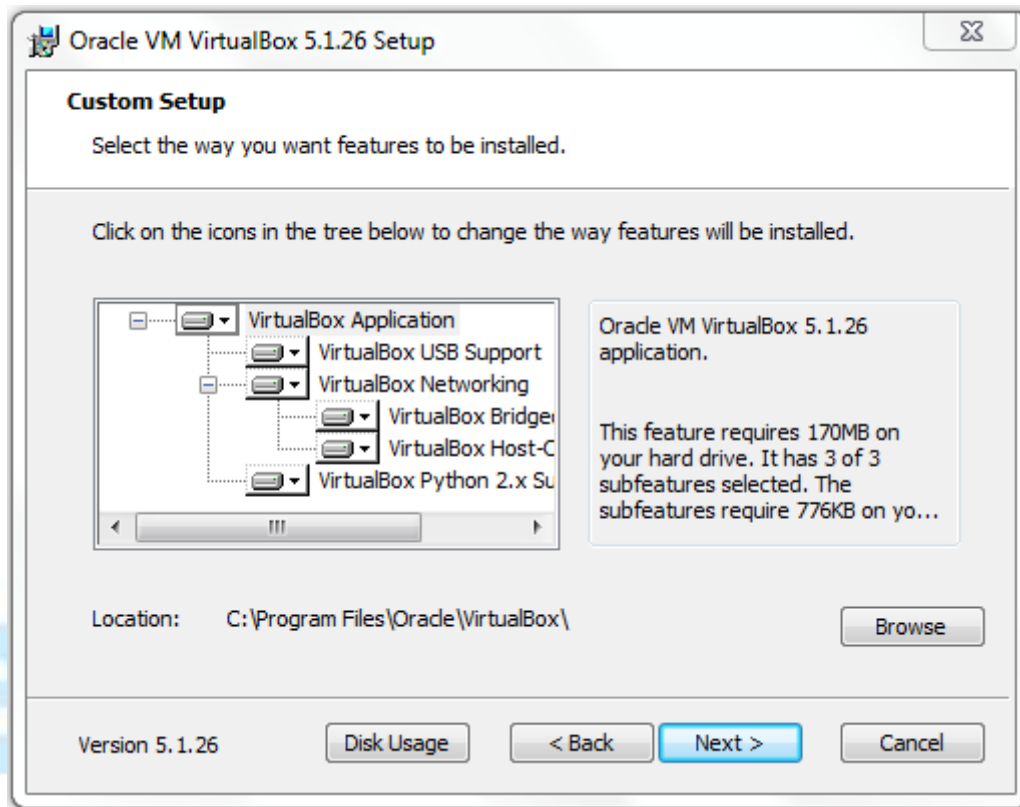 Oracle VM VirtualBox 5.1.26 Setup
Custom Setup
Select the way you want features to be installed.
Click on the icons in the tree below to change the way features will be installed.
VirtualBox Application
VirtualBox USB Support
VirtualBox Networking
VirtualBox Bridge
VirtualBox Host-C
VirtualBox Python 2.x Su
Oracle VM VirtualBox 5.1.26
application.
This feature requires 170MB on
your hard drive. It has 3 of 3
subfeatures selected. The
subfeatures require 776KB on yo...
Location: C:\Program Files\Oracle\VirtualBox\
Browse
Version 5.1.26
Disk Usage
< Back
Next >
Cancel